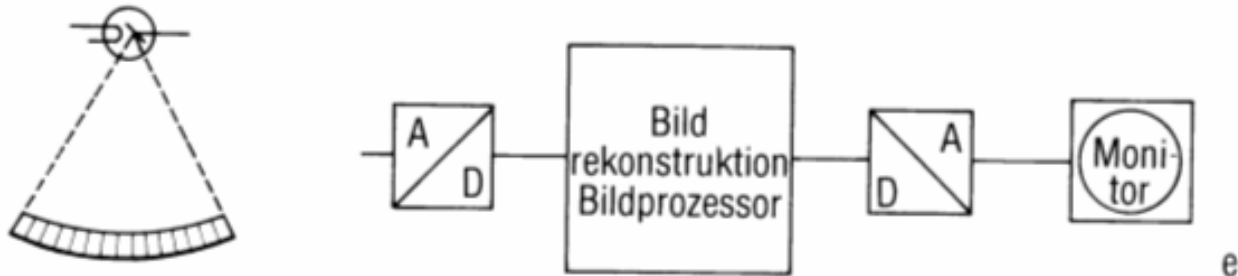 A
D
Bild
rekonstruktion
Bildprozessor
A
D
Moni-
tor
e